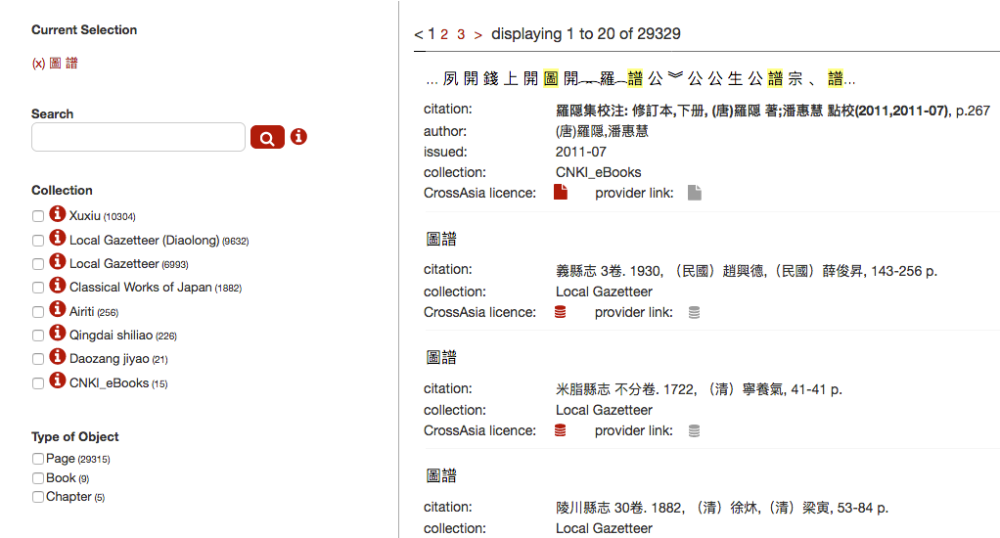 Current Selection
(x) 圖 譜
Search
Collection
Xuxiu (10304)
Local Gazetteer (Diaolong) (9632)
Local Gazetteer (6993)
Classical Works of Japan (1882)
Airiti (256)
Qingdai shiliao (226)
Daozang jiyao (21)
CNKI_eBooks (15)
Type of Object
Page (29315)
Book (9)
Chapter (5)
< 1 2 3 > displaying 1 to 20 of 29329
... 夙 開 錢 上 開 圖 開 ︷ 羅 ︷ 譜 公 ︾ 公 公 生 公 譜 宗 、 譜...
citation: 羅隱集校注: 修訂本,下册, (唐)羅隱 著;潘惠慧 點校(2011,2011-07), p.267
author: (唐)羅隱,潘惠慧
issued: 2011-07
collection: CNKI_eBooks
CrossAsia licence: provider link:
圖譜
citation: 義縣志 3卷. 1930, （民國）趙興德,（民國）薛俊昇, 143-256 p.
collection: Local Gazetteer
CrossAsia licence: provider link:
圖譜
citation: 米脂縣志 不分卷. 1722, （清）寧養氣, 41-41 p.
collection: Local Gazetteer
CrossAsia licence: provider link:
圖譜
citation: 陵川縣志 30卷. 1882, （清）徐炑,（清）梁寅, 53-84 p.
collection: Local Gazetteer